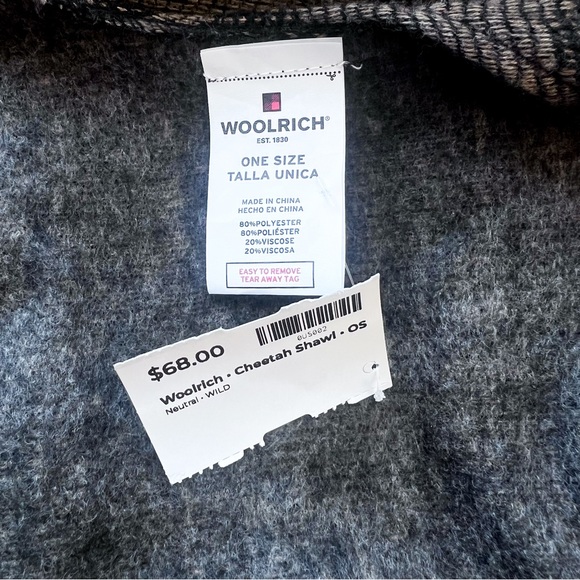 WOOLRICH®
EST. 1830
ONE SIZE
TALLA UNICA
MADE IN CHINA
HECHO EN CHINA
80%POLYESTER
80%POLIÉSTER
20%VISCOSE
20%VISCOSA
EASY TO REMOVE
TEAR AWAY TAG
$68.00
005002
Woolrich • Cheetah Shawl • OS
Neutral • WILD